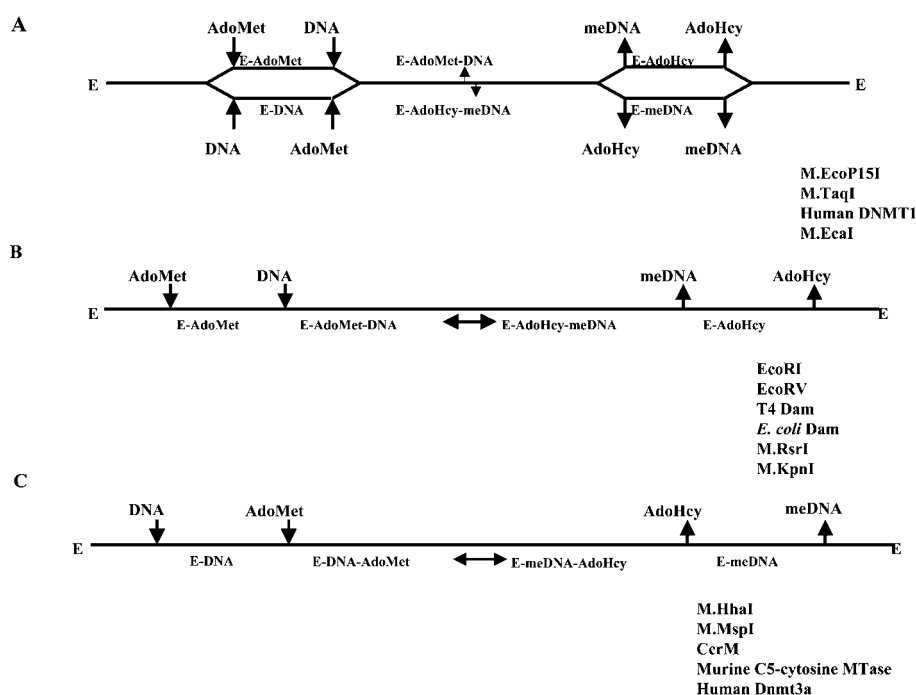 A
AdoMet DNA meDNA AdoHcy
E-AdoMet E-AdoMet-DNA E-AdoHcy
E E
E-DNA E-AdoHcy-meDNA E-meDNA
DNA AdoMet AdoHcy meDNA
M.EcoP15I
M.TaqI
Human DNMT1
M.EcaI
B
AdoMet DNA meDNA AdoHcy
E E
E-AdoMet E-AdoMet-DNA E-AdoHcy-meDNA E-AdoHcy
EcoRI
EcoRV
T4 Dam
E. coli Dam
M.RsrI
M.KpnI
C
DNA AdoMet AdoHcy meDNA
E E
E-DNA E-DNA-AdoMet E-meDNA-AdoHcy E-meDNA
M.HhaI
M.MspI
CcrM
Murine C5-cytosine MTase
Human Dnmt3a